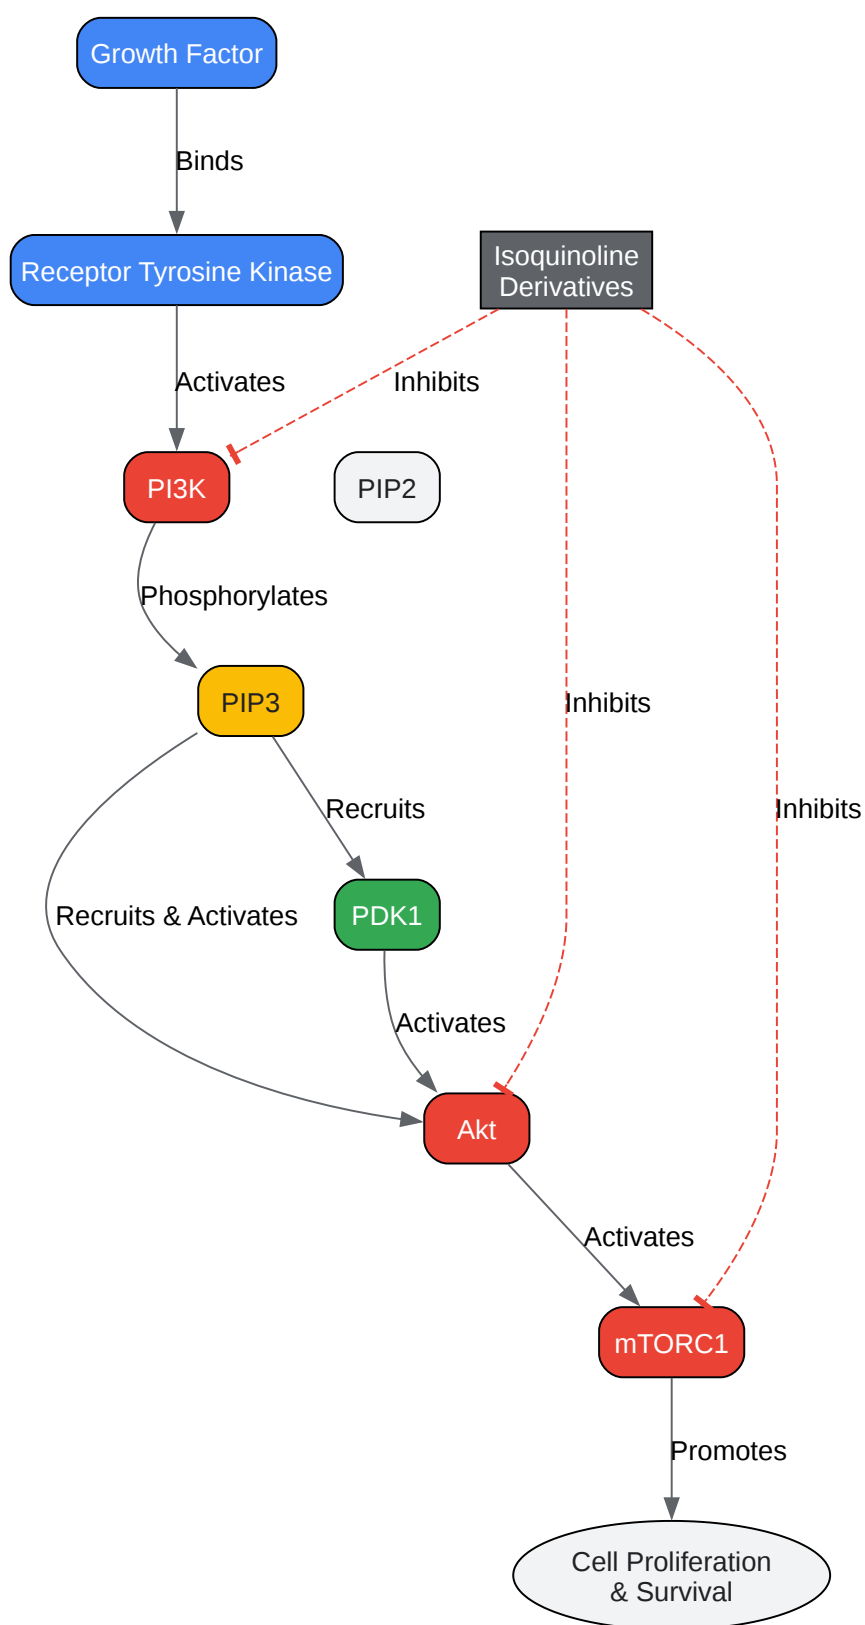 Growth Factor
Binds
Receptor Tyrosine Kinase
Isoquinoline
Derivatives
Activates
Inhibits
PI3K
PIP2
Phosphorylates
PIP3
Inhibits
Recruits
Inhibits
Recruits & Activates
PDK1
Activates
Akt
Activates
mTORC1
Promotes
Cell Proliferation
& Survival